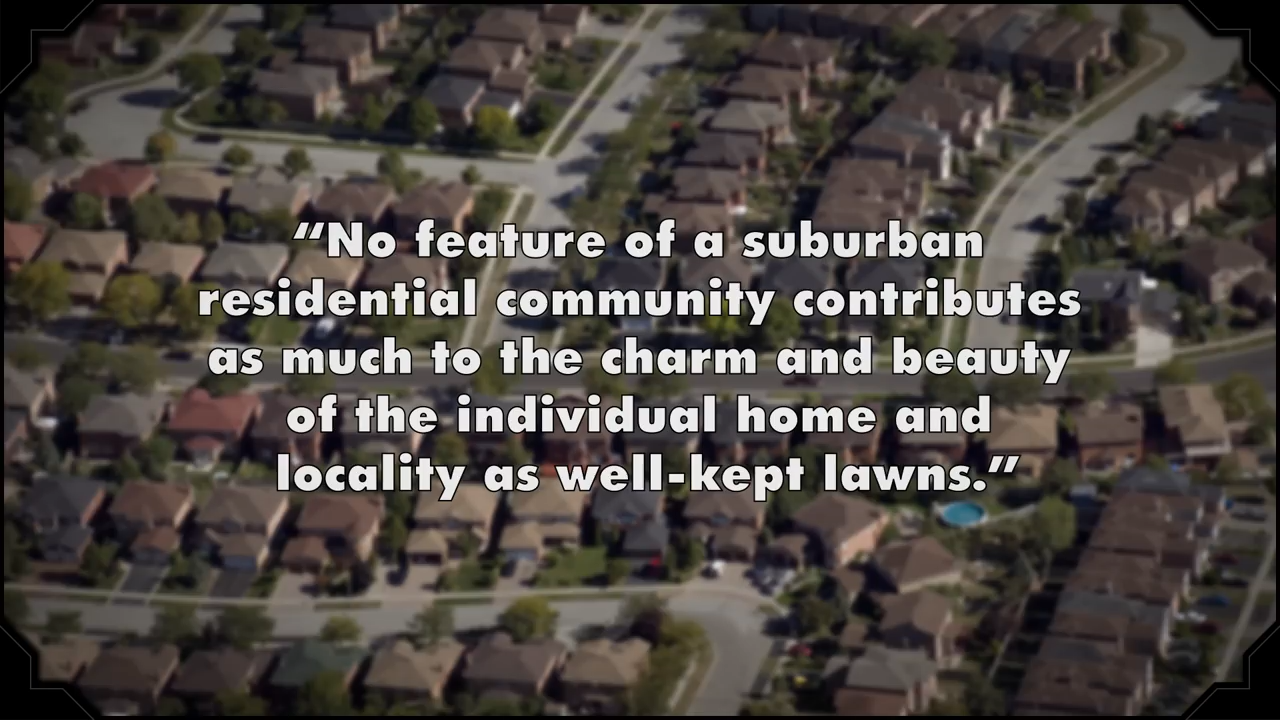 “No feature of a suburban
residential community contributes
as much to the charm and beauty
of the individual home and
locality as well-kept lawns.”